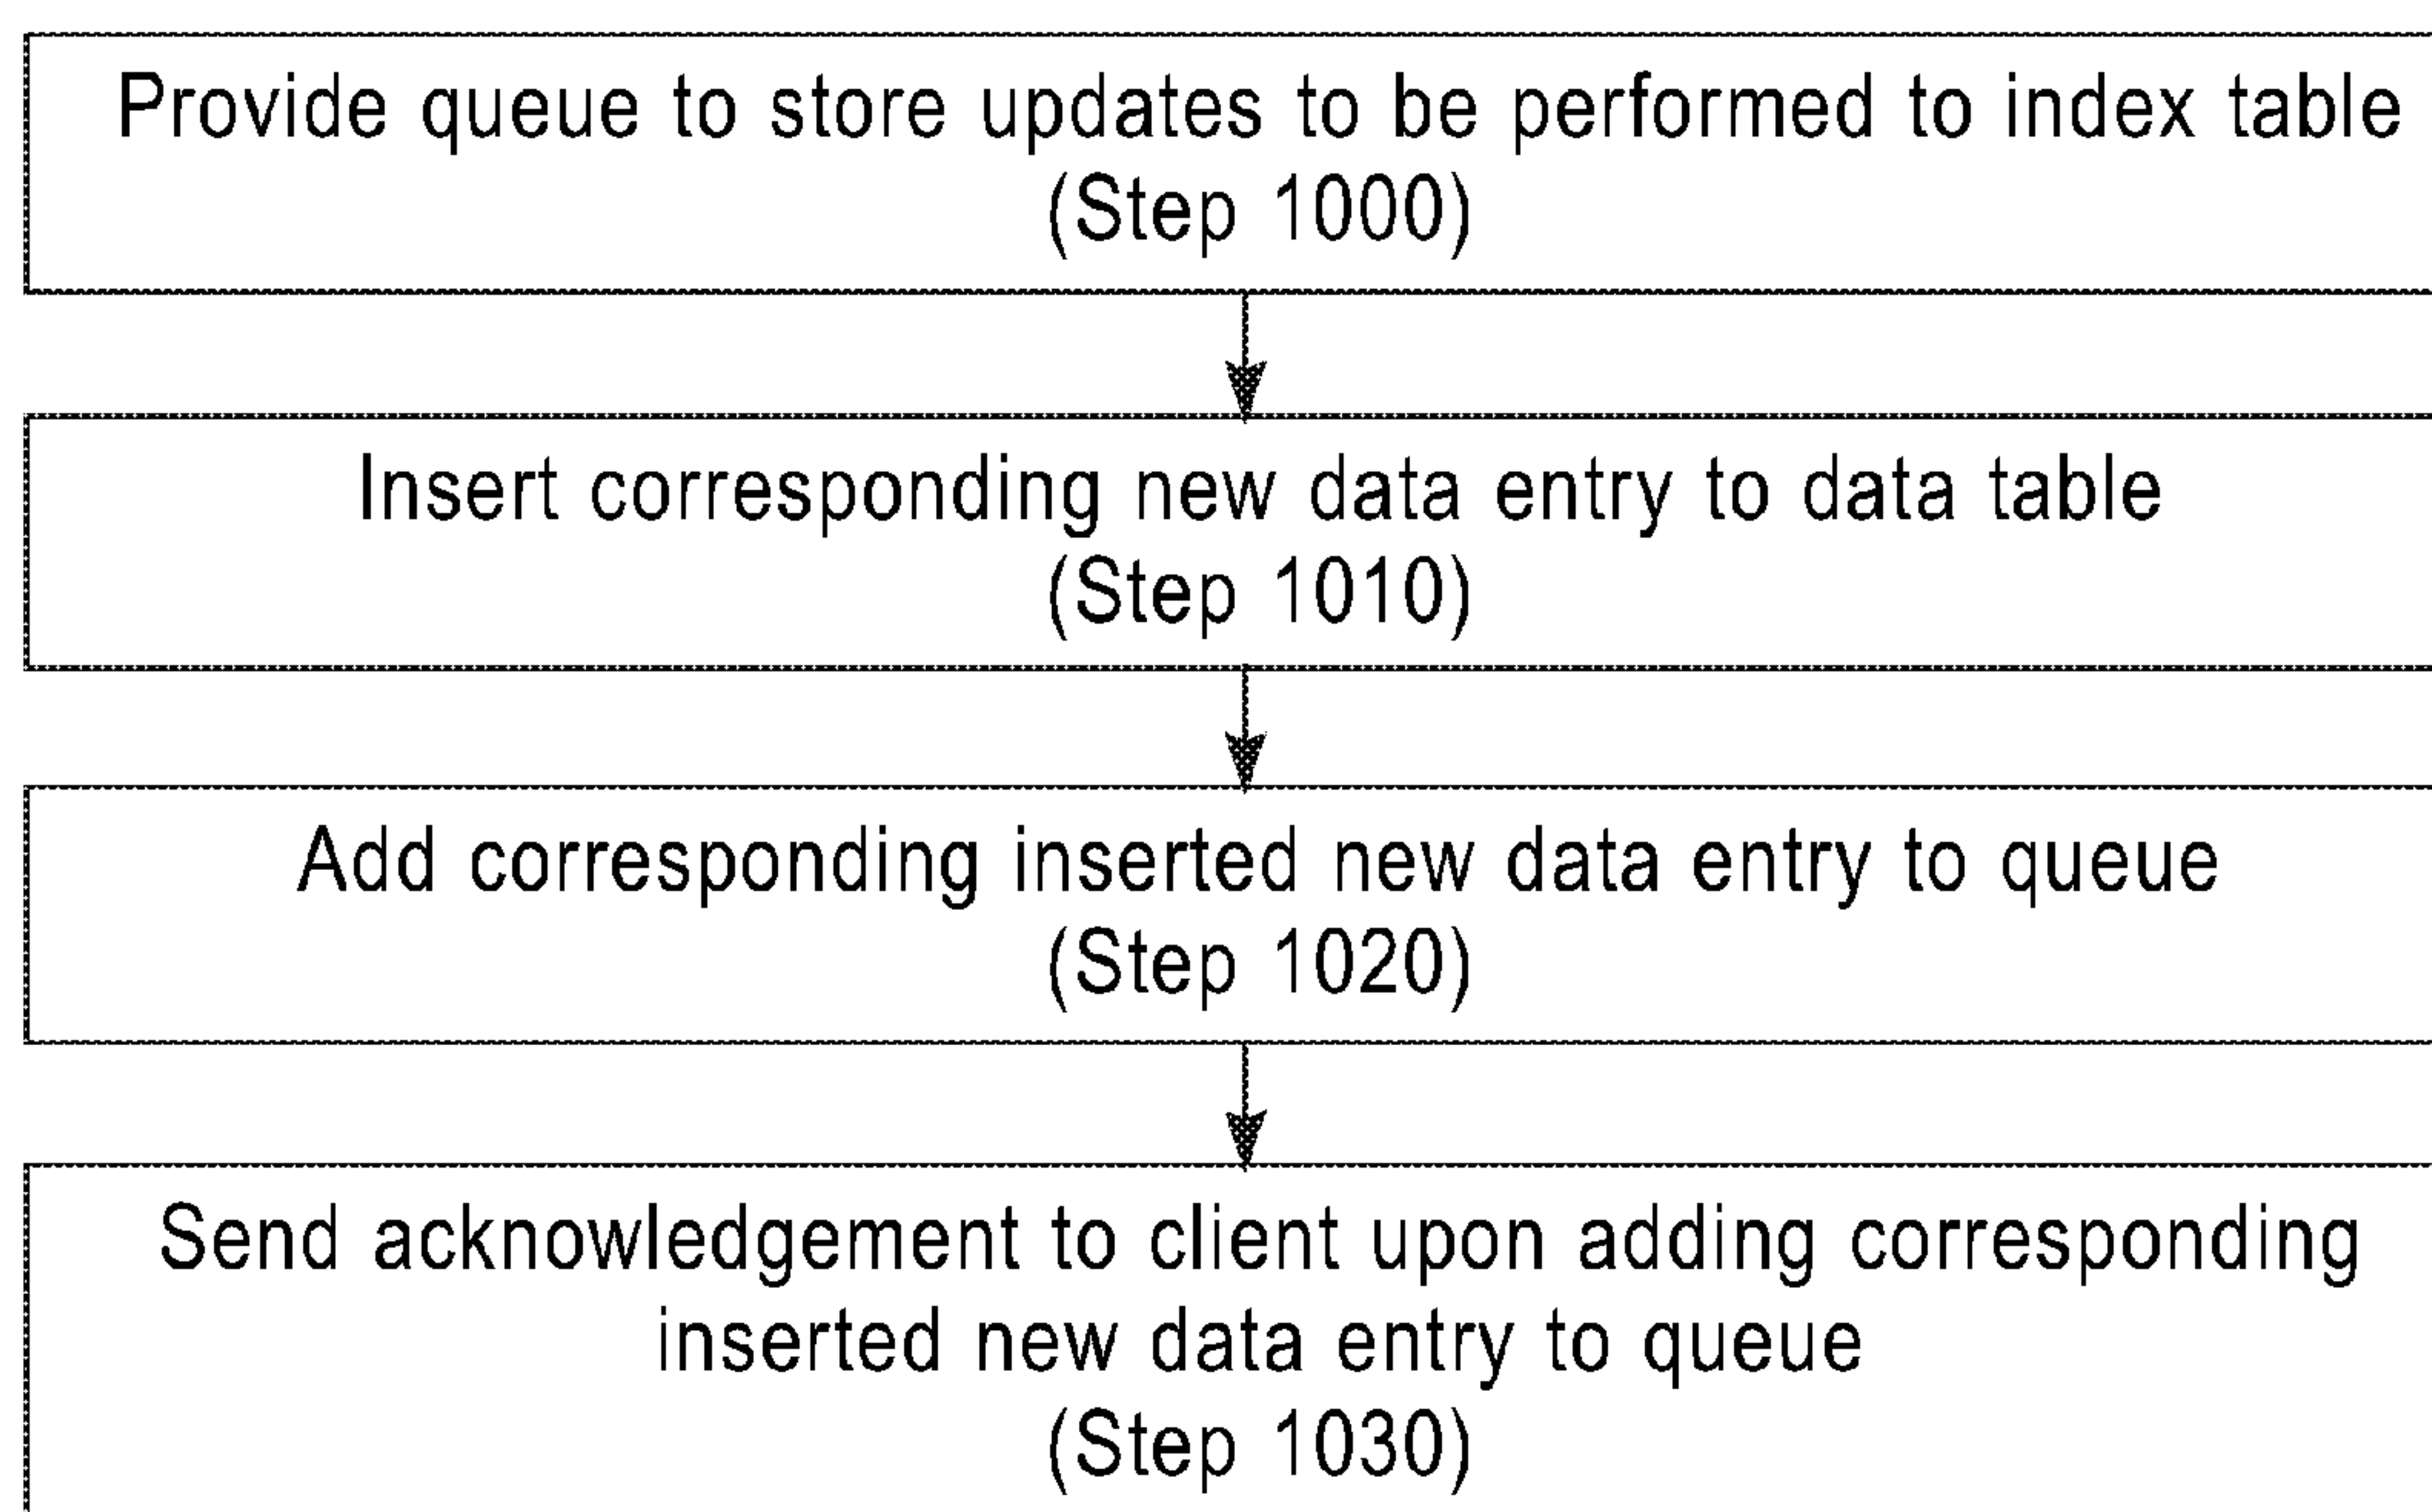 Provide queue to store updates to be performed to index table
(Step 1000)
Insert corresponding new data entry to data table
(Step 1010)
Add corresponding inserted new data entry to queue
(Step 1020)
Send acknowledgement to client upon adding corresponding
inserted new data entry to queue
(Step 1030)